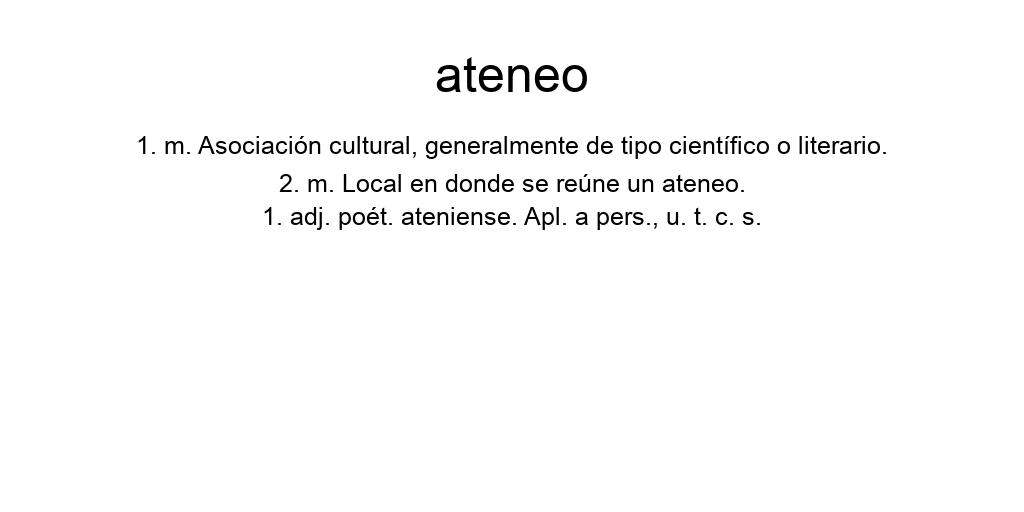 ateneo
1. m. Asociación cultural, generalmente de tipo científico o literario.
2. m. Local en donde se reúne un ateneo.
1. adj. poét. ateniense. Apl. a pers., u. t. c. s.